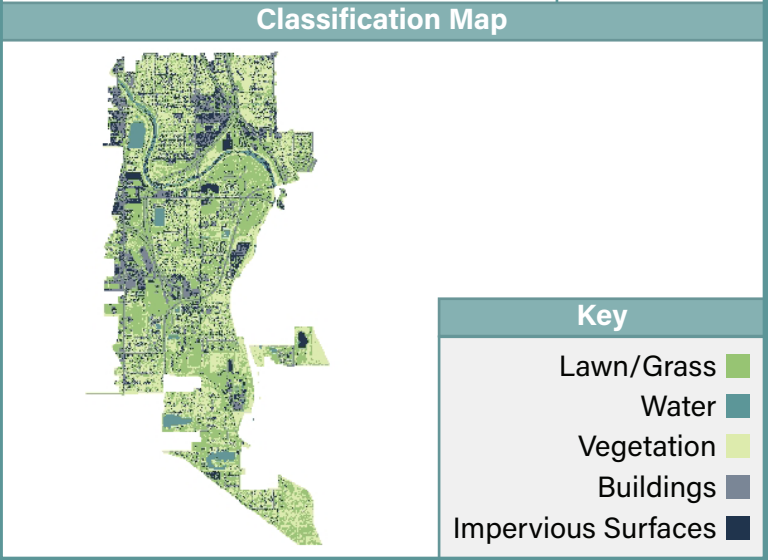 Classification Map
Key
Lawn/Grass
Water
Vegetation
Buildings
Impervious Surfaces